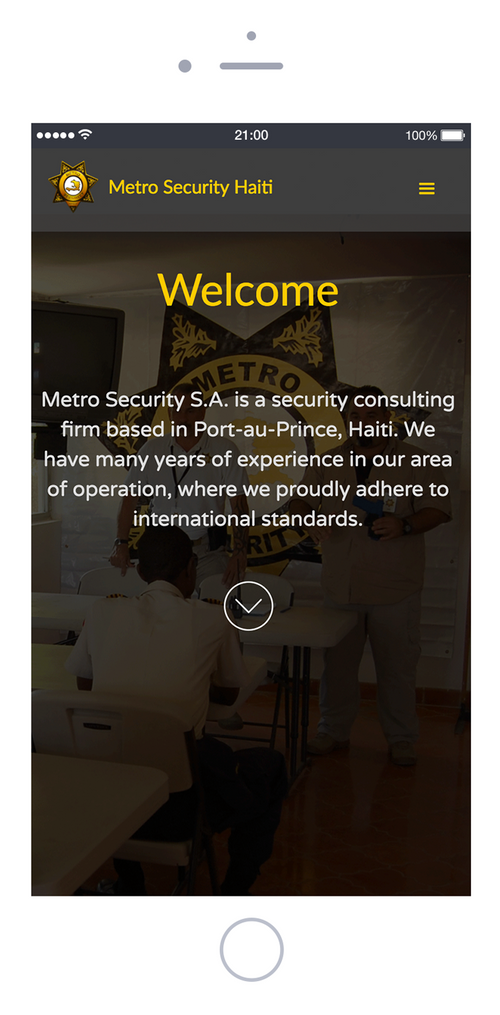 21:00
100%
Metro Security Haiti
Welcome
METRO
Metro Security S.A. is a security consulting
firm based in Port-au-Prince, Haiti. We
have many years of experience in our area
of operation, where we proudly adhere to
international standards.